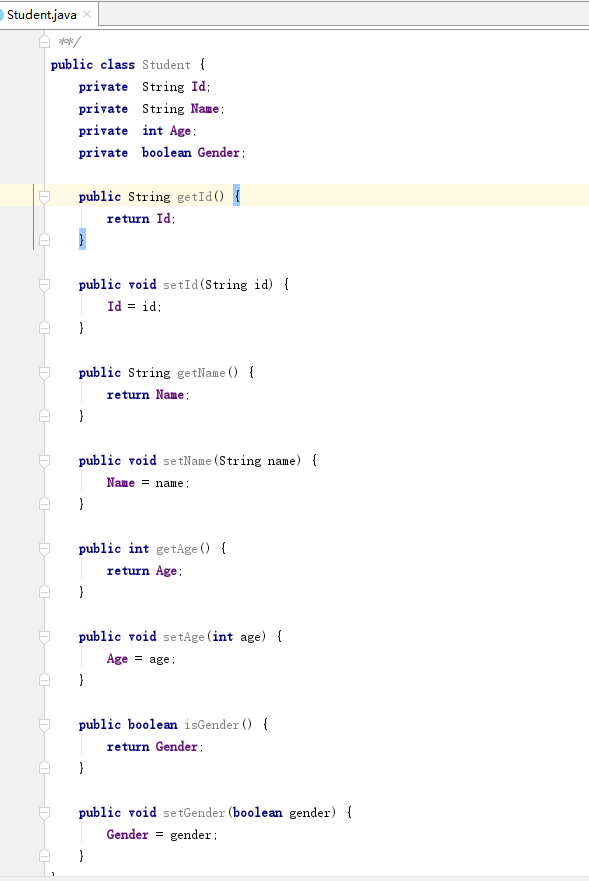 Student.java
**/
public class Student {
    private  String Id;
    private  String Name;
    private  int Age;
    private  boolean Gender;

    public String getId() {
        return Id;
    }

    public void setId(String id) {
        Id = id;
    }

    public String getName() {
        return Name;
    }

    public void setName(String name) {
        Name = name;
    }

    public int getAge() {
        return Age;
    }

    public void setAge(int age) {
        Age = age;
    }

    public boolean isGender() {
        return Gender;
    }

    public void setGender(boolean gender) {
        Gender = gender;
    }
}